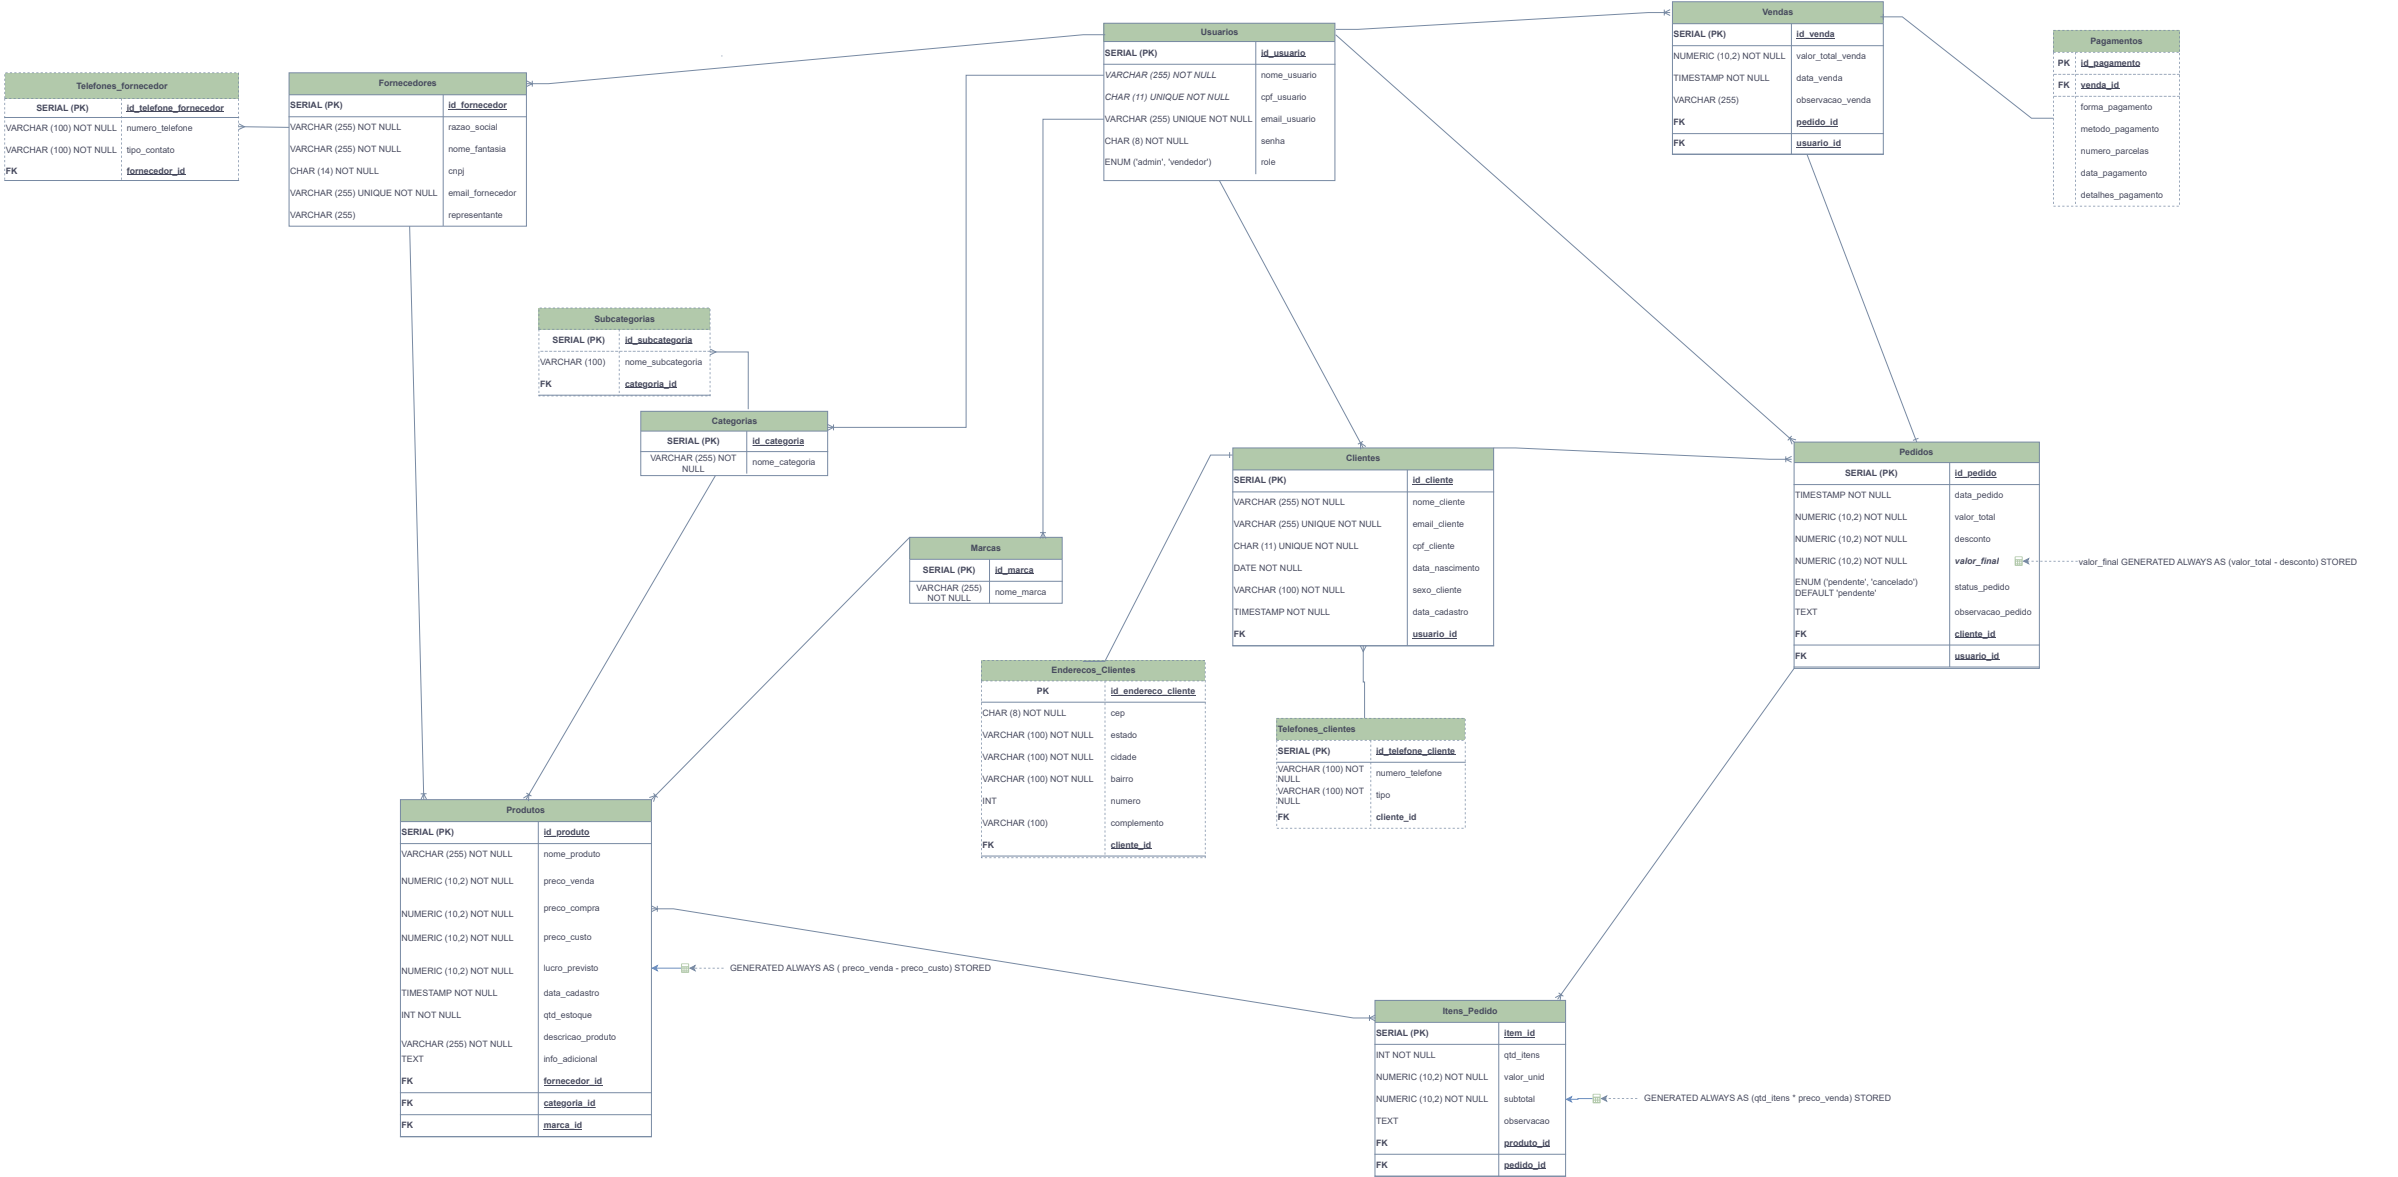 Telefones_fornecedor
SERIAL (PK) id_telefone_fornecedor
VARCHAR (100) NOT NULL numero_telefone
VARCHAR (100) NOT NULL tipo_contato
FK fornecedor_id
Fornecedores
SERIAL (PK) id_fornecedor
VARCHAR (255) NOT NULL razao_social
VARCHAR (255) NOT NULL nome_fantasia
CHAR (14) NOT NULL cnpj
VARCHAR (255) UNIQUE NOT NULL email_fornecedor
VARCHAR (255) representante
Usuarios
SERIAL (PK) id_usuario
VARCHAR (255) NOT NULL nome_usuario
CHAR (11) UNIQUE NOT NULL cpf_usuario
VARCHAR (255) UNIQUE NOT NULL email_usuario
CHAR (8) NOT NULL senha
ENUM ('admin', 'vendedor') role
Vendas
SERIAL (PK) id_venda
NUMERIC (10,2) NOT NULL valor_total_venda
TIMESTAMP NOT NULL data_venda
VARCHAR (255) observacao_venda
FK pedido_id
FK usuario_id
Pagamentos
PK id_pagamento
FK venda_id
forma_pagamento
metodo_pagamento
numero_parcelas
data_pagamento
detalhes_pagamento
Subcategorias
SERIAL (PK) id_subcategoria
VARCHAR (100) nome_subcategoria
FK categoria_id
Categorias
SERIAL (PK) id_categoria
VARCHAR (255) NOT
NULL nome_categoria
Marcas
SERIAL (PK) id_marca
VARCHAR (255)
NOT NULL nome_marca
Clientes
SERIAL (PK) id_cliente
VARCHAR (255) NOT NULL nome_cliente
VARCHAR (255) UNIQUE NOT NULL email_cliente
CHAR (11) UNIQUE NOT NULL cpf_cliente
DATE NOT NULL data_nascimento
VARCHAR (100) NOT NULL sexo_cliente
TIMESTAMP NOT NULL data_cadastro
FK usuario_id
Pedidos
SERIAL (PK) id_pedido
TIMESTAMP NOT NULL data_pedido
NUMERIC (10,2) NOT NULL valor_total
NUMERIC (10,2) NOT NULL desconto
NUMERIC (10,2) NOT NULL valor_final
valor_final GENERATED ALWAYS AS (valor_total - desconto) STORED
ENUM ('pendente', 'cancelado')
DEFAULT 'pendente' status_pedido
TEXT observacao_pedido
FK cliente_id
FK usuario_id
Enderecos_Clientes
PK id_endereco_cliente
CHAR (8) NOT NULL cep
VARCHAR (100) NOT NULL estado
VARCHAR (100) NOT NULL cidade
VARCHAR (100) NOT NULL bairro
INT numero
VARCHAR (100) complemento
FK cliente_id
Telefones_clientes
SERIAL (PK) id_telefone_cliente
VARCHAR (100) NOT
NULL numero_telefone
VARCHAR (100) NOT
NULL tipo
FK cliente_id
Produtos
SERIAL (PK) id_produto
VARCHAR (255) NOT NULL nome_produto
NUMERIC (10,2) NOT NULL preco_venda
NUMERIC (10,2) NOT NULL preco_compra
NUMERIC (10,2) NOT NULL preco_custo
NUMERIC (10,2) NOT NULL lucro_previsto
GENERATED ALWAYS AS ( preco_venda - preco_custo) STORED
TIMESTAMP NOT NULL data_cadastro
INT NOT NULL qtd_estoque
VARCHAR (255) NOT NULL descricao_produto
TEXT info_adicional
FK fornecedor_id
FK categoria_id
FK marca_id
Itens_Pedido
SERIAL (PK) item_id
INT NOT NULL qtd_itens
NUMERIC (10,2) NOT NULL valor_unid
NUMERIC (10,2) NOT NULL subtotal
GENERATED ALWAYS AS (qtd_itens * preco_venda) STORED
TEXT observacao
FK produto_id
FK pedido_id